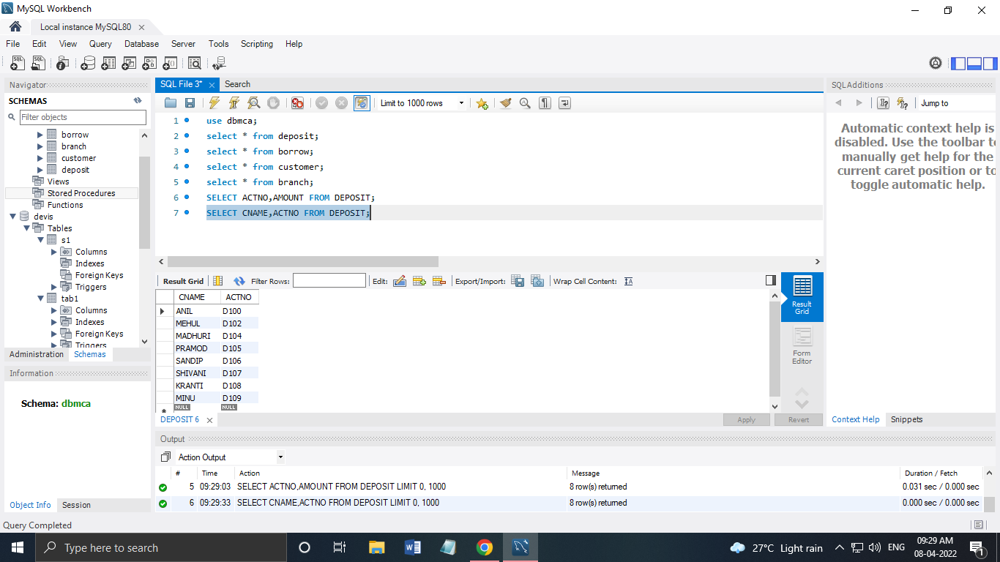 MySQL Workbench
Local instance MySQL80
File Edit View Query Database Server Tools Scripting Help
Navigator
SCHEMAS
Filter objects
borrow
branch
customer
deposit
Views
Stored Procedures
Functions
devis
Tables
s1
Columns
Indexes
Foreign Keys
Triggers
tab1
Columns
Indexes
Foreign Keys
Triggers
Administration Schemas
Information
Schema: dbmca
Object Info Session
SQL File 3* Search
Limit to 1000 rows
1 use dbmca;
2 select * from deposit;
3 select * from borrow;
4 select * from customer;
5 select * from branch;
6 SELECT ACTNO,AMOUNT FROM DEPOSIT;
7 SELECT CNAME,ACTNO FROM DEPOSIT;
Result Grid Filter Rows: Edit: Export/Import: Wrap Cell Content:
CNAME ACTNO
ANIL D100
MEHUL D102
MADHURI D104
PRAMOD D105
SANDIP D106
SHIVANI D107
KRANTI D108
MINU D109
NULL NULL
Result
Grid
Form
Editor
DEPOSIT 6 Apply Revert
SQLAdditions
Jump to
Automatic context help is
disabled. Use the toolbar to
manually get help for the
current caret position or to
toggle automatic help.
Context Help Snippets
Output
Action Output
# Time Action Message Duration / Fetch
5 09:29:03 SELECT ACTNO,AMOUNT FROM DEPOSIT LIMIT 0, 1000 8 row(s) returned 0.031 sec / 0.000 sec
6 09:29:33 SELECT CNAME,ACTNO FROM DEPOSIT LIMIT 0, 1000 8 row(s) returned 0.000 sec / 0.000 sec
Query Completed
Type here to search
27°C Light rain
ENG
09:29 AM
08-04-2022
1